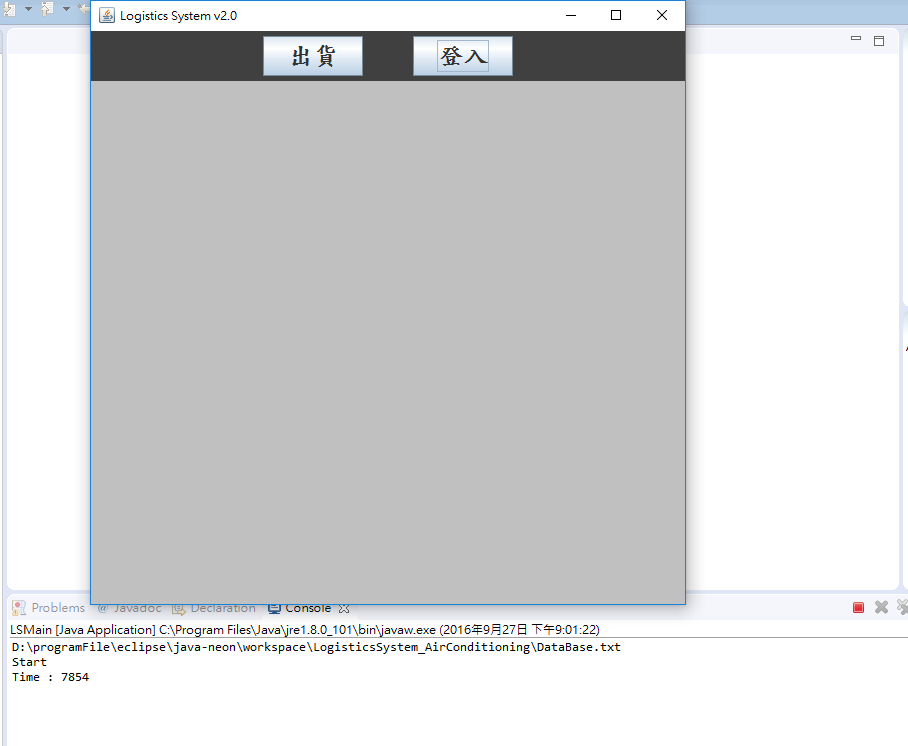 Logistics System v2.0
出 貨 登入
Problems @ Javadoc Declaration Console
LSMain [Java Application] C:\Program Files\Java\jre1.8.0_101\bin\javaw.exe (2016年9月27日 下午9:01:22)
D:\programFile\eclipse\java-neon\workspace\LogisticsSystem_AirConditioning\DataBase.txt
Start
Time : 7854